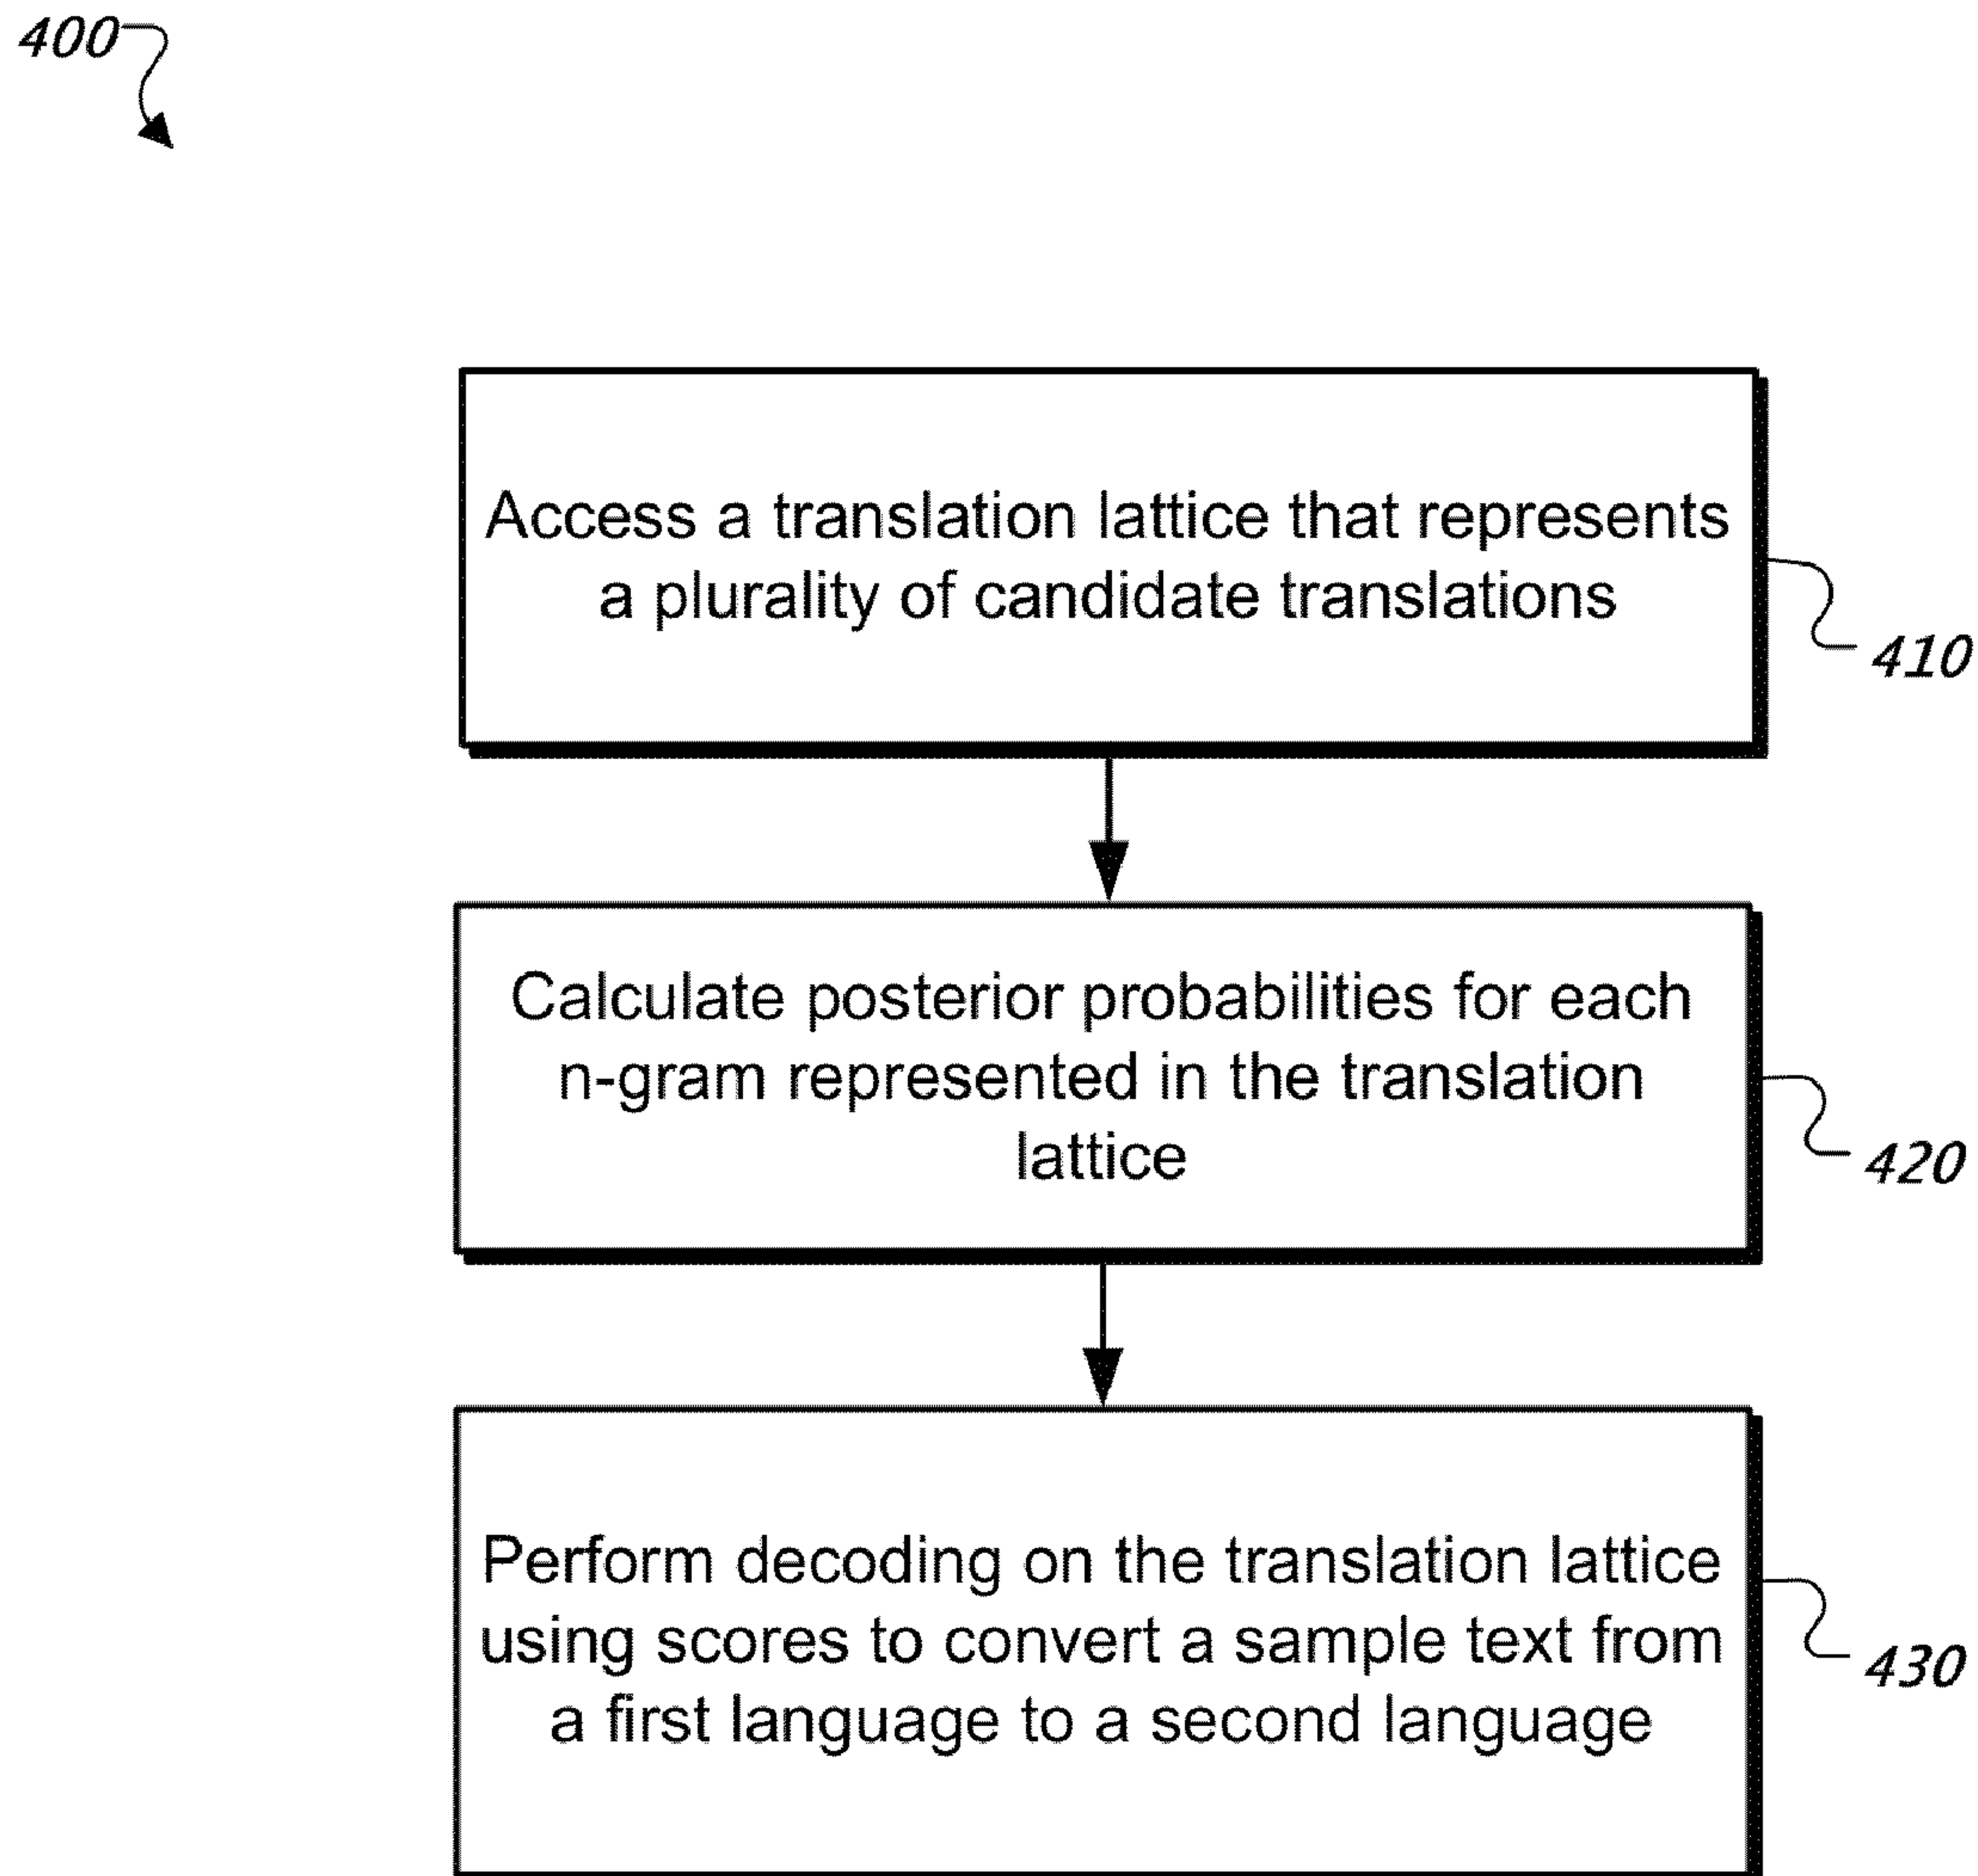 400
Access a translation lattice that represents
a plurality of candidate translations
410
Calculate posterior probabilities for each
n-gram represented in the translation
lattice
420
Perform decoding on the translation lattice
using scores to convert a sample text from
a first language to a second language
430